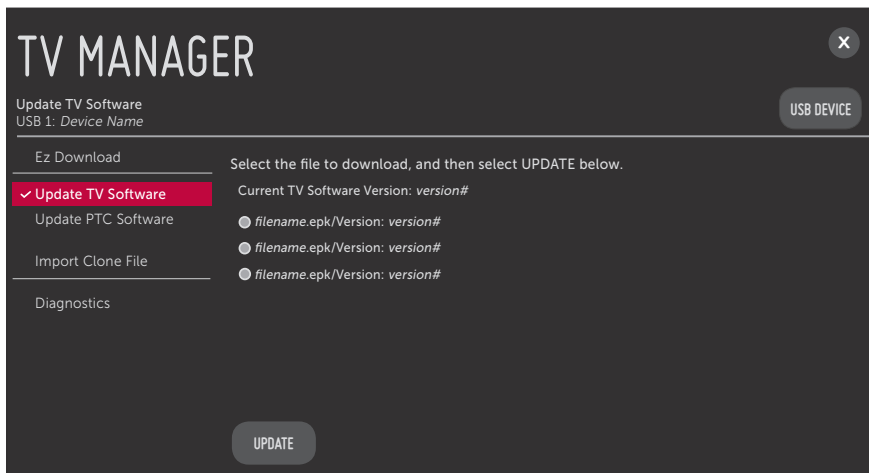 TV MANAGER
X
Update TV Software
USB 1: Device Name
USB DEVICE
Ez Download
Update TV Software
Update PTC Software
Import Clone File
Diagnostics
Select the file to download, and then select UPDATE below.
Current TV Software Version: version#
filename.epk/Version: version#
filename.epk/Version: version#
filename.epk/Version: version#
UPDATE